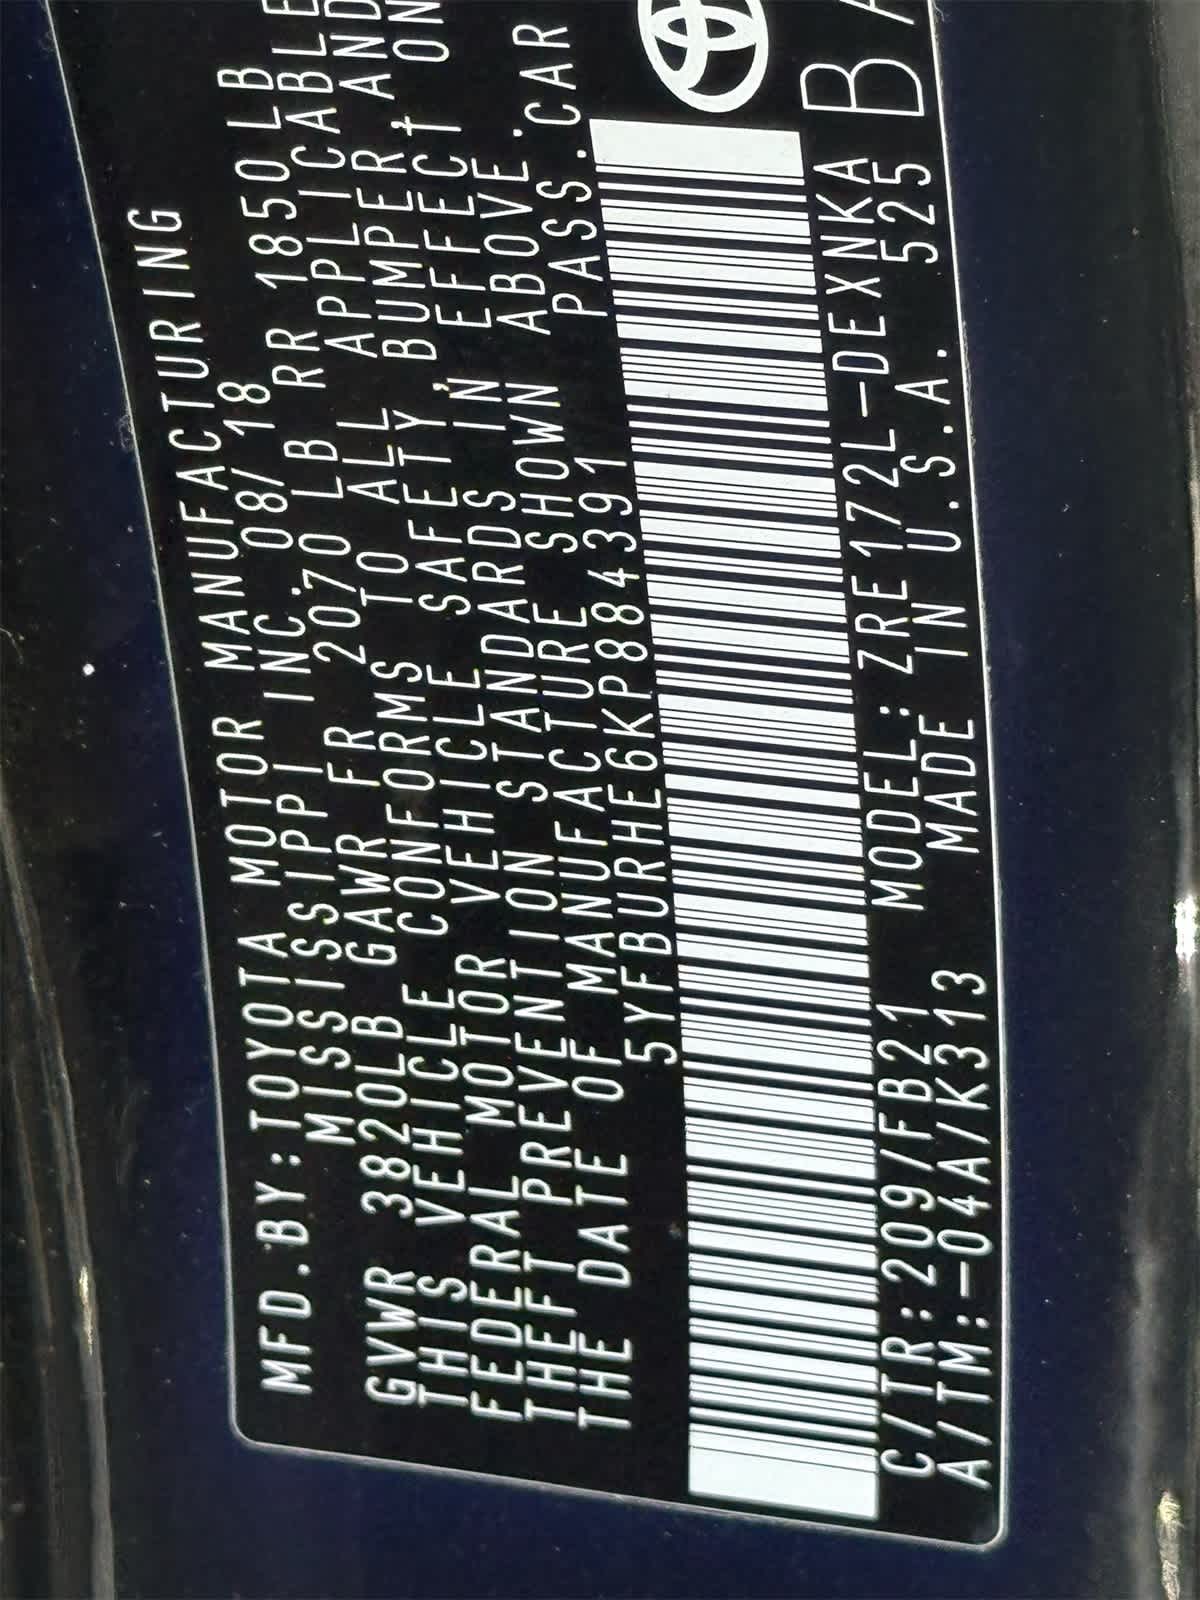 MFD.BY:TOYOTA MOTOR MANUFACTURING
MISSISSIPPI INC. 08/18
GVWR 3820LB GAWR FR 2070LB RR 1850LB
THIS VEHICLE CONFORMS TO ALL APPLICABLE
FEDERAL MOTOR VEHICLE SAFETY, BUMPER, AND
THEFT PREVENTION STANDARDS IN EFFECT ON
THE DATE OF MANUFACTURE SHOWN ABOVE.
5YFBURHE6KP884391 PASS.CAR
C/TR:209/FB21 MODEL:ZRE172L-DEXNKA B
A/TM:-04A/K313 MADE IN U.S.A. 525